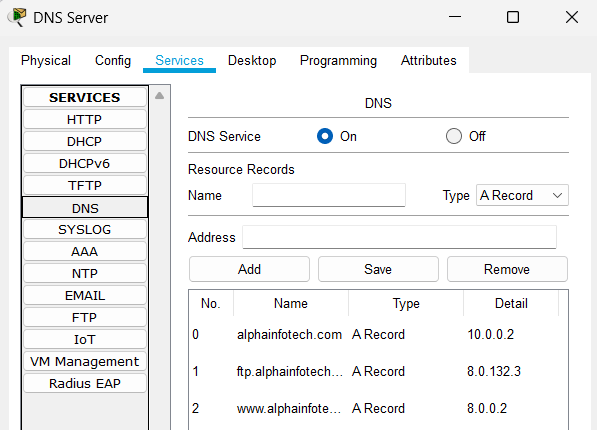 DNS Server
Physical Config Services Desktop Programming Attributes
SERVICES
HTTP
DHCP
DHCPv6
TFTP
DNS
SYSLOG
AAA
NTP
EMAIL
FTP
IoT
VM Management
Radius EAP
DNS
DNS Service On Off
Resource Records
Name Type A Record
Address
Add Save Remove
No. Name Type Detail
0 alphainfotech.com A Record 10.0.0.2
1 ftp.alphainfotech... A Record 8.0.132.3
2 www.alphainfote... A Record 8.0.0.2